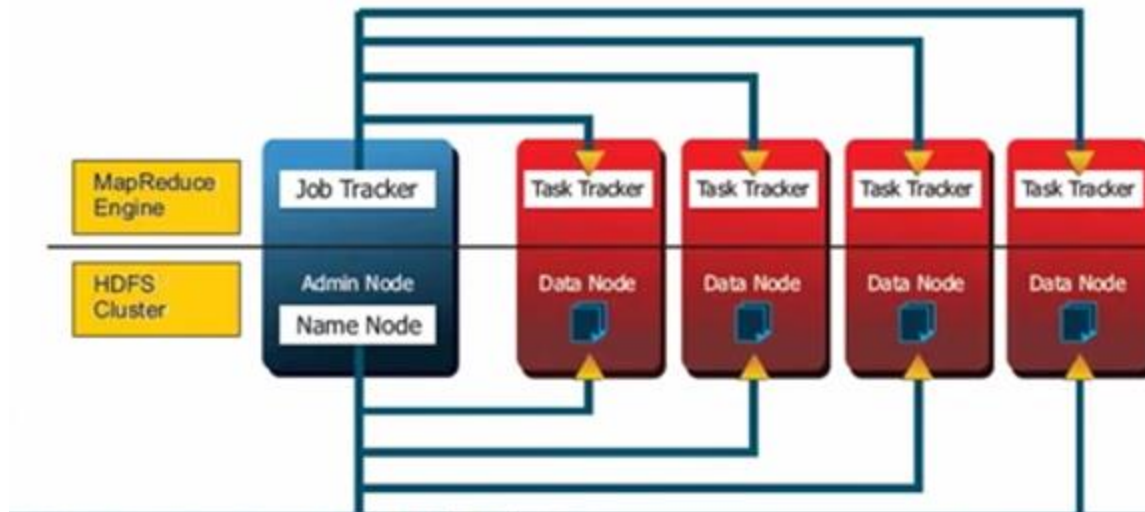 MapReduce
Engine
Job Tracker
Task Tracker
Task Tracker
Task Tracker
Task Tracker
HDFS
Cluster
Admin Node
Name Node
Data Node
Data Node
Data Node
Data Node